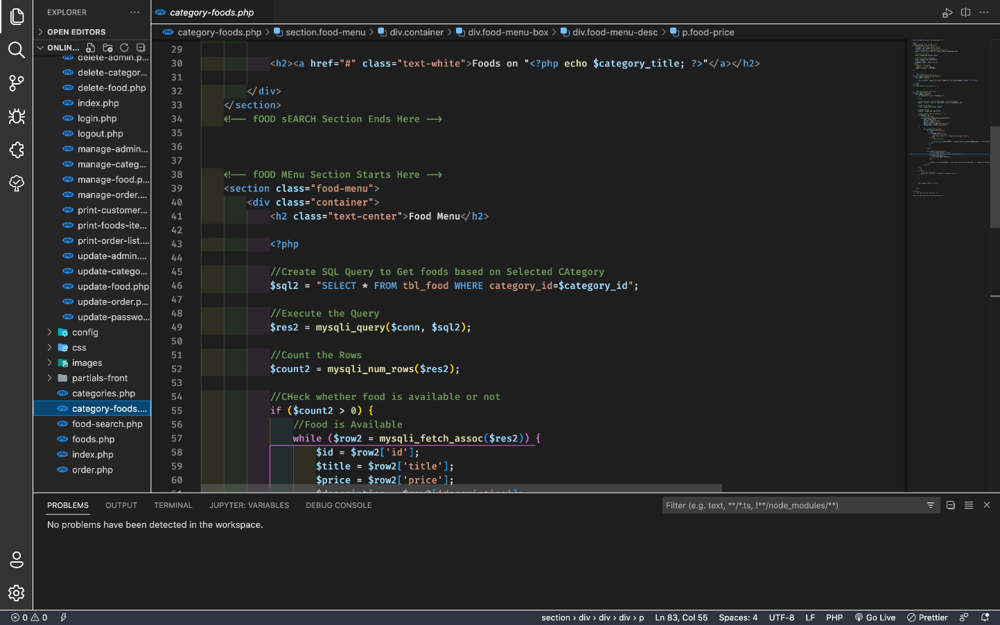 EXPLORER
category-foods.php
OPEN EDITORS
category-foods.php > section.food-menu > div.container > div.food-menu-box > div.food-menu-desc > p.food-price
ONLIN...
delete-admin.p...
delete-categor...
delete-food.php
index.php
login.php
logout.php
manage-admin...
manage-categ...
manage-food.p...
manage-order....
print-customer...
print-foods-ite...
print-order-list....
update-admin....
update-catego...
update-food.php
update-order.p...
update-passwo...
config
css
images
partials-front
categories.php
category-foods....
food-search.php
foods.php
index.php
order.php
29
30 <h2><a href="#" class="text-white">Foods on "<?php echo $category_title; ?>"</a></h2>
31
32 </div>
33 </section>
34 <!-- fOOD sEARCH Section Ends Here -->
35
36
37
38 <!-- fOOD MEnu Section Starts Here -->
39 <section class="food-menu">
40 <div class="container">
41 <h2 class="text-center">Food Menu</h2>
42
43 <?php
44
45 //Create SQL Query to Get foods based on Selected CAtegory
46 $sql2 = "SELECT * FROM tbl_food WHERE category_id=$category_id";
47
48 //Execute the Query
49 $res2 = mysqli_query($conn, $sql2);
50
51 //Count the Rows
52 $count2 = mysqli_num_rows($res2);
53
54 //CHeck whether food is available or not
55 if ($count2 > 0) {
56 //Food is Available
57 while ($row2 = mysqli_fetch_assoc($res2)) {
58 $id = $row2['id'];
59 $title = $row2['title'];
60 $price = $row2['price'];
61 $description = $row2['description'];
PROBLEMS OUTPUT TERMINAL JUPYTER: VARIABLES DEBUG CONSOLE
Filter (e.g. text, **/*.ts, !**/node_modules/**)
No problems have been detected in the workspace.
0 0 section > div > div > div > p Ln 83, Col 55 Spaces: 4 UTF-8 LF PHP Go Live Prettier